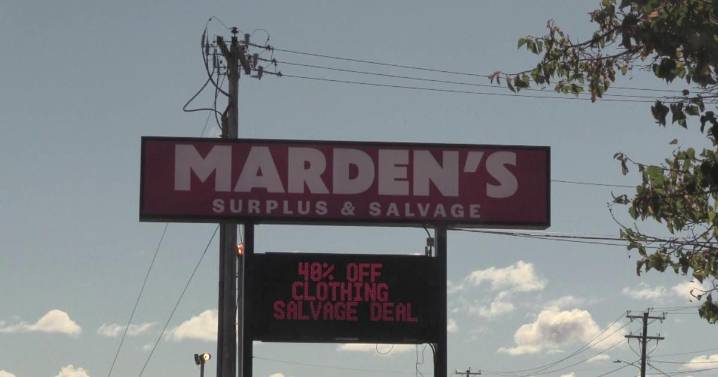 MARDEN'S
SURPLUS & SALVAGE
40% OFF
CLOTHING
SALVAGE DEAL